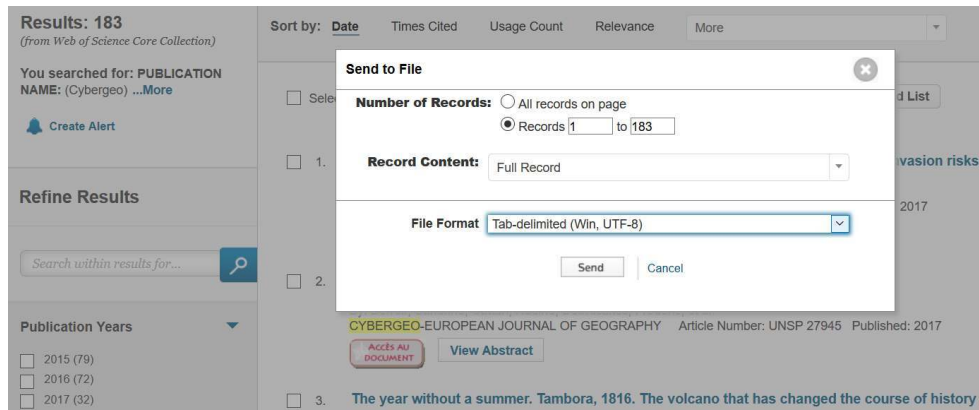 Results: 183
(from Web of Science Core Collection)
You searched for: PUBLICATION
NAME: (Cybergeo) ...More
Create Alert
Refine Results
Search within results for...
Publication Years
2015 (79)
2016 (72)
2017 (32)
Sort by: Date Times Cited Usage Count Relevance More
Send to File
Number of Records: All records on page
Records 1 to 183
Record Content: Full Record
File Format Tab-delimited (Win, UTF-8)
Send Cancel
Sele
d List
1.
vasion risks
2017
2.
CYBERGEO-EUROPEAN JOURNAL OF GEOGRAPHY Article Number: UNSP 27945 Published: 2017
ACCÈS AU
DOCUMENT
View Abstract
3. The year without a summer. Tambora, 1816. The volcano that has changed the course of history